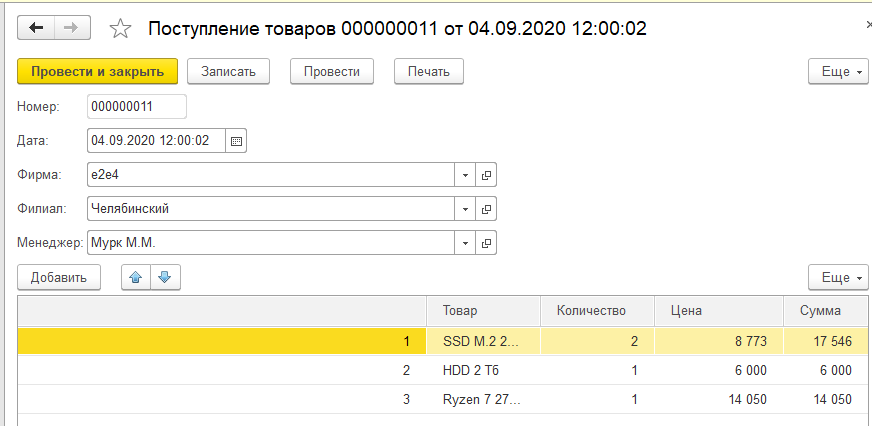 Поступление товаров 000000011 от 04.09.2020 12:00:02
Провести и закрыть Записать Провести Печать Еще
Номер: 000000011
Дата: 04.09.2020 12:00:02
Фирма: e2e4
Филиал: Челябинский
Менеджер: Мурк М.М.
Добавить Еще
Товар Количество Цена Сумма
1 SSD M.2 2... 2 8 773 17 546
2 HDD 2 Тб 1 6 000 6 000
3 Ryzen 7 27... 1 14 050 14 050